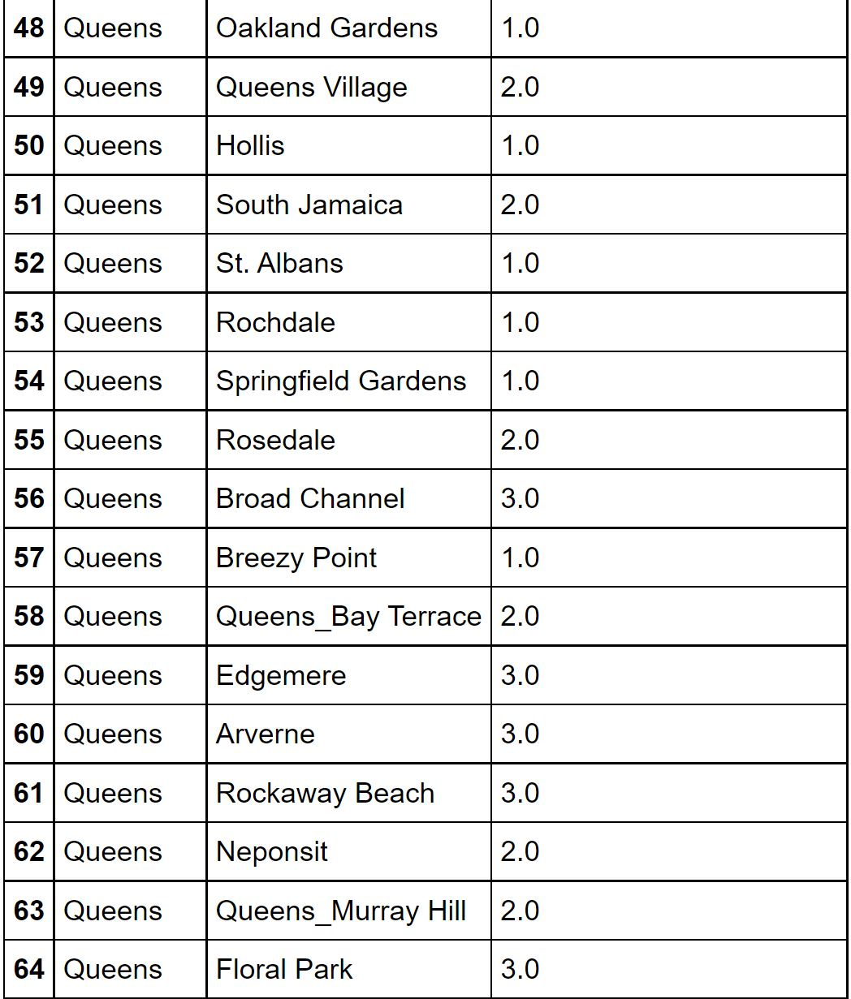 48 Queens Oakland Gardens 1.0
49 Queens Queens Village 2.0
50 Queens Hollis 1.0
51 Queens South Jamaica 2.0
52 Queens St. Albans 1.0
53 Queens Rochdale 1.0
54 Queens Springfield Gardens 1.0
55 Queens Rosedale 2.0
56 Queens Broad Channel 3.0
57 Queens Breezy Point 1.0
58 Queens Queens_Bay Terrace 2.0
59 Queens Edgemere 3.0
60 Queens Arverne 3.0
61 Queens Rockaway Beach 3.0
62 Queens Neponsit 2.0
63 Queens Queens_Murray Hill 2.0
64 Queens Floral Park 3.0